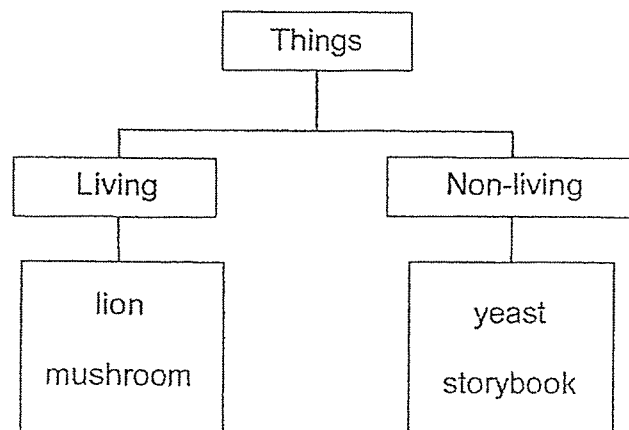 Things
Living
Non-living
lion
mushroom
yeast
storybook